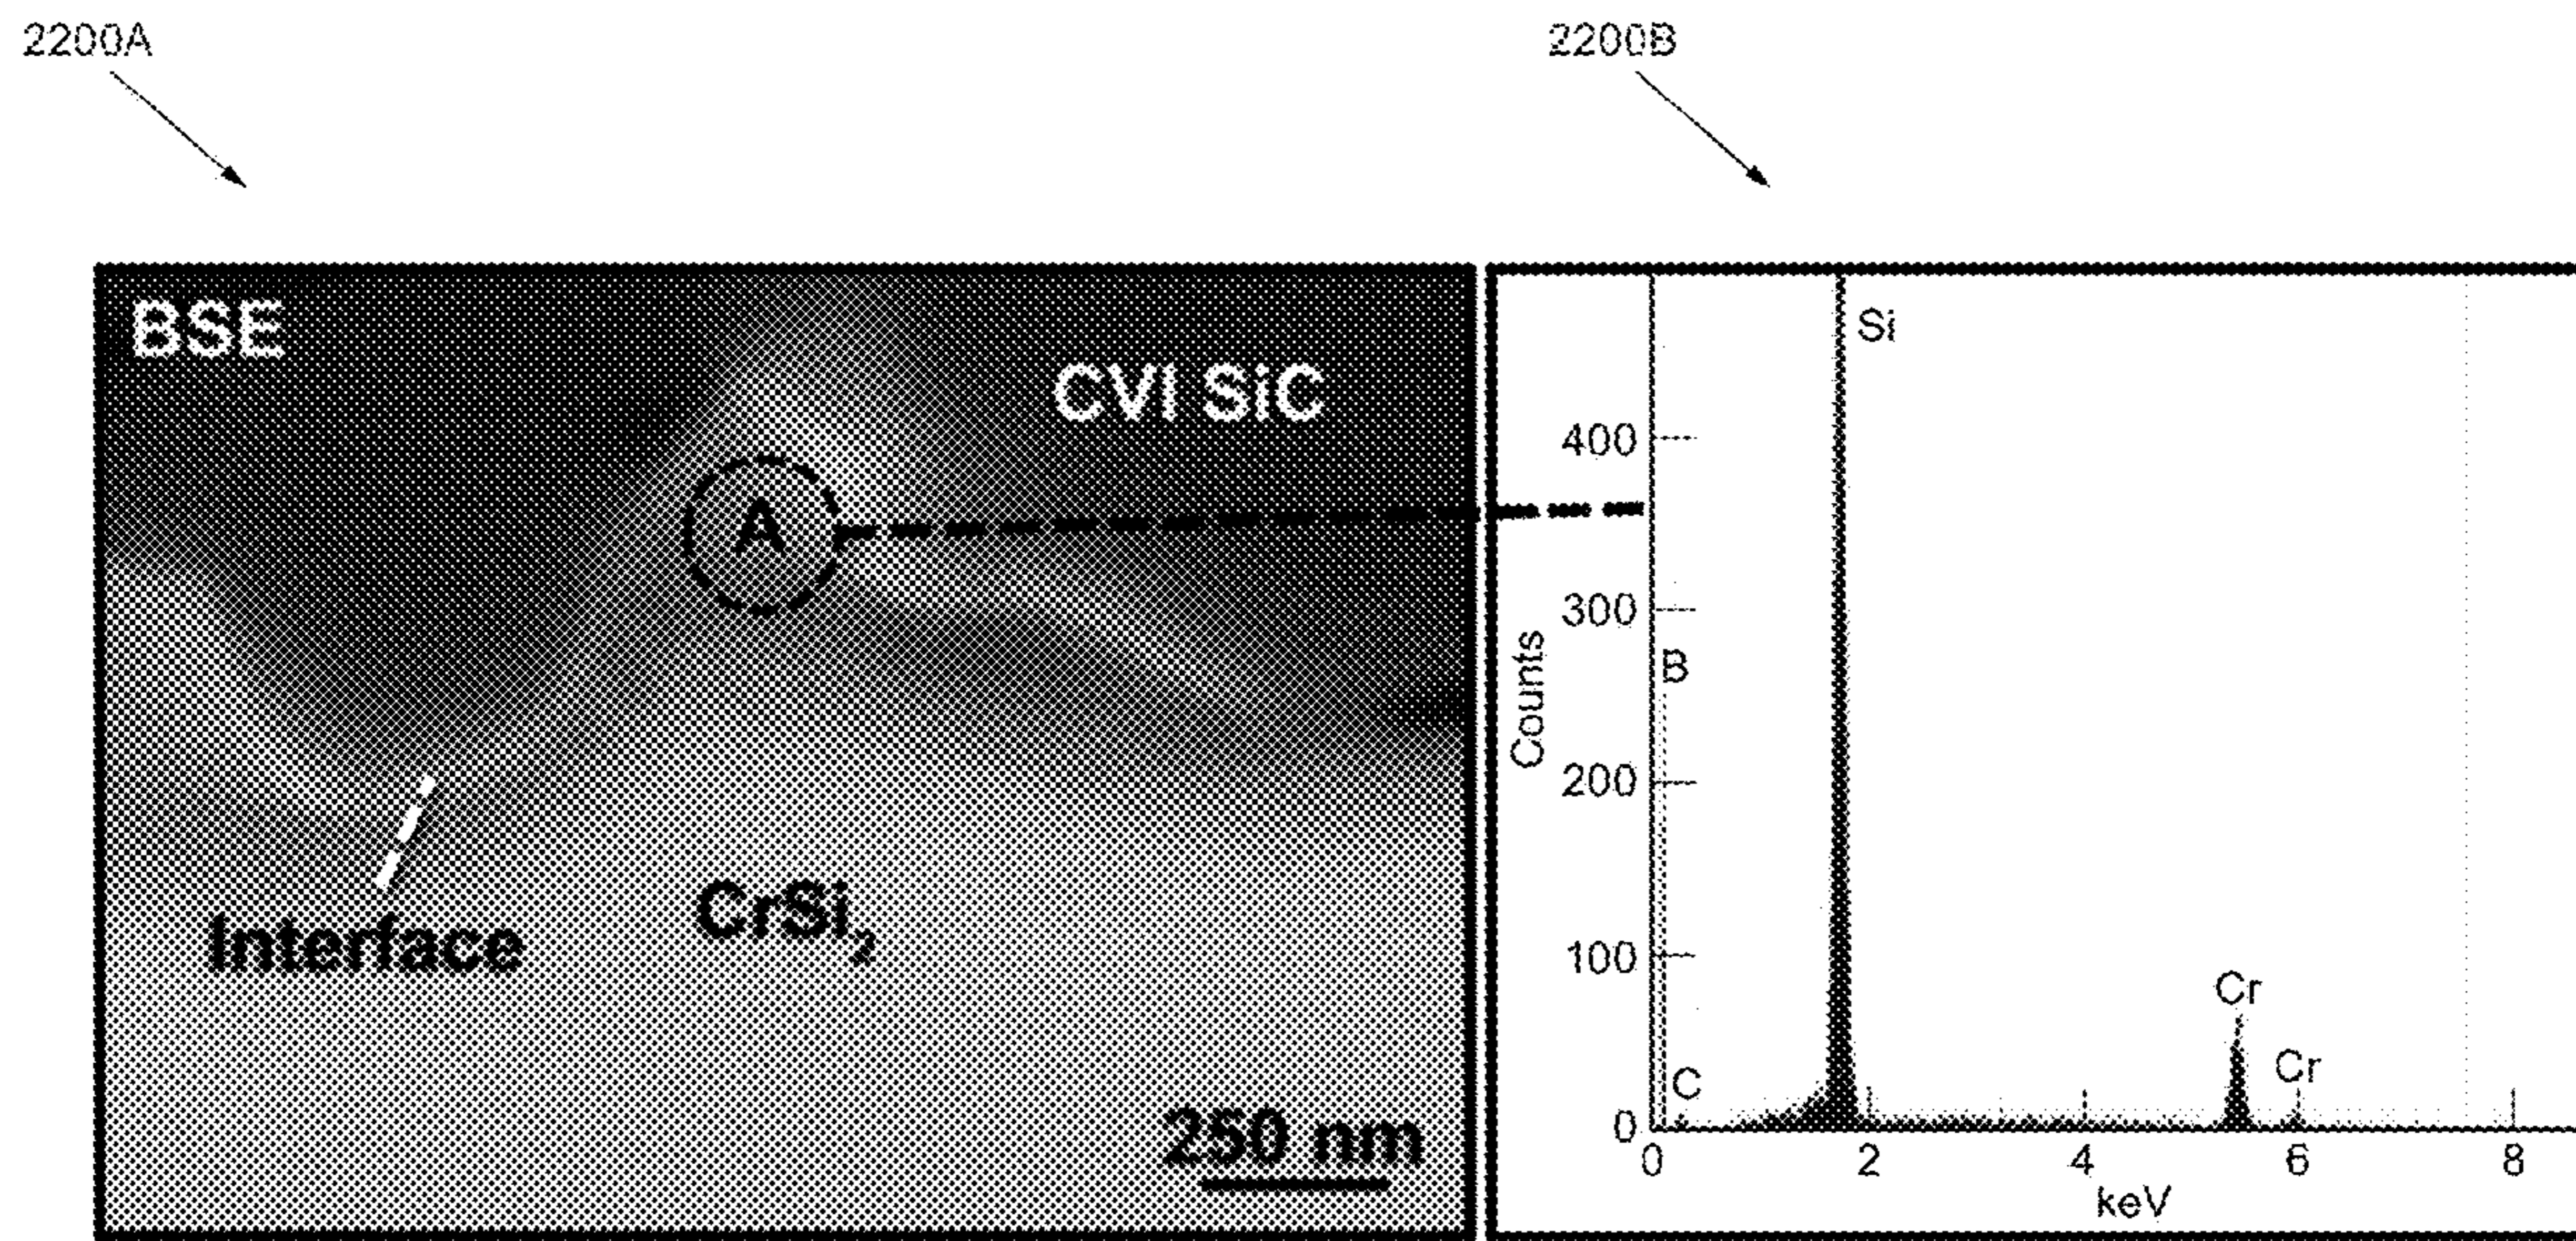 2200A
2200B
BSE
CVI SiC
A
Interface
CrSi₂
250 nm
Si
400
300
B
Counts
200
100
Cr
Cr
C
0
0 2 4 6 8
keV